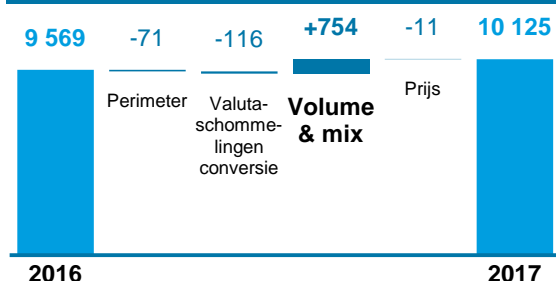 9 569 -71 -116 +754 -11 10 125
Perimeter
Valuta-
schomme-
lingen
conversie
Volume
& mix
Prijs
2016 2017